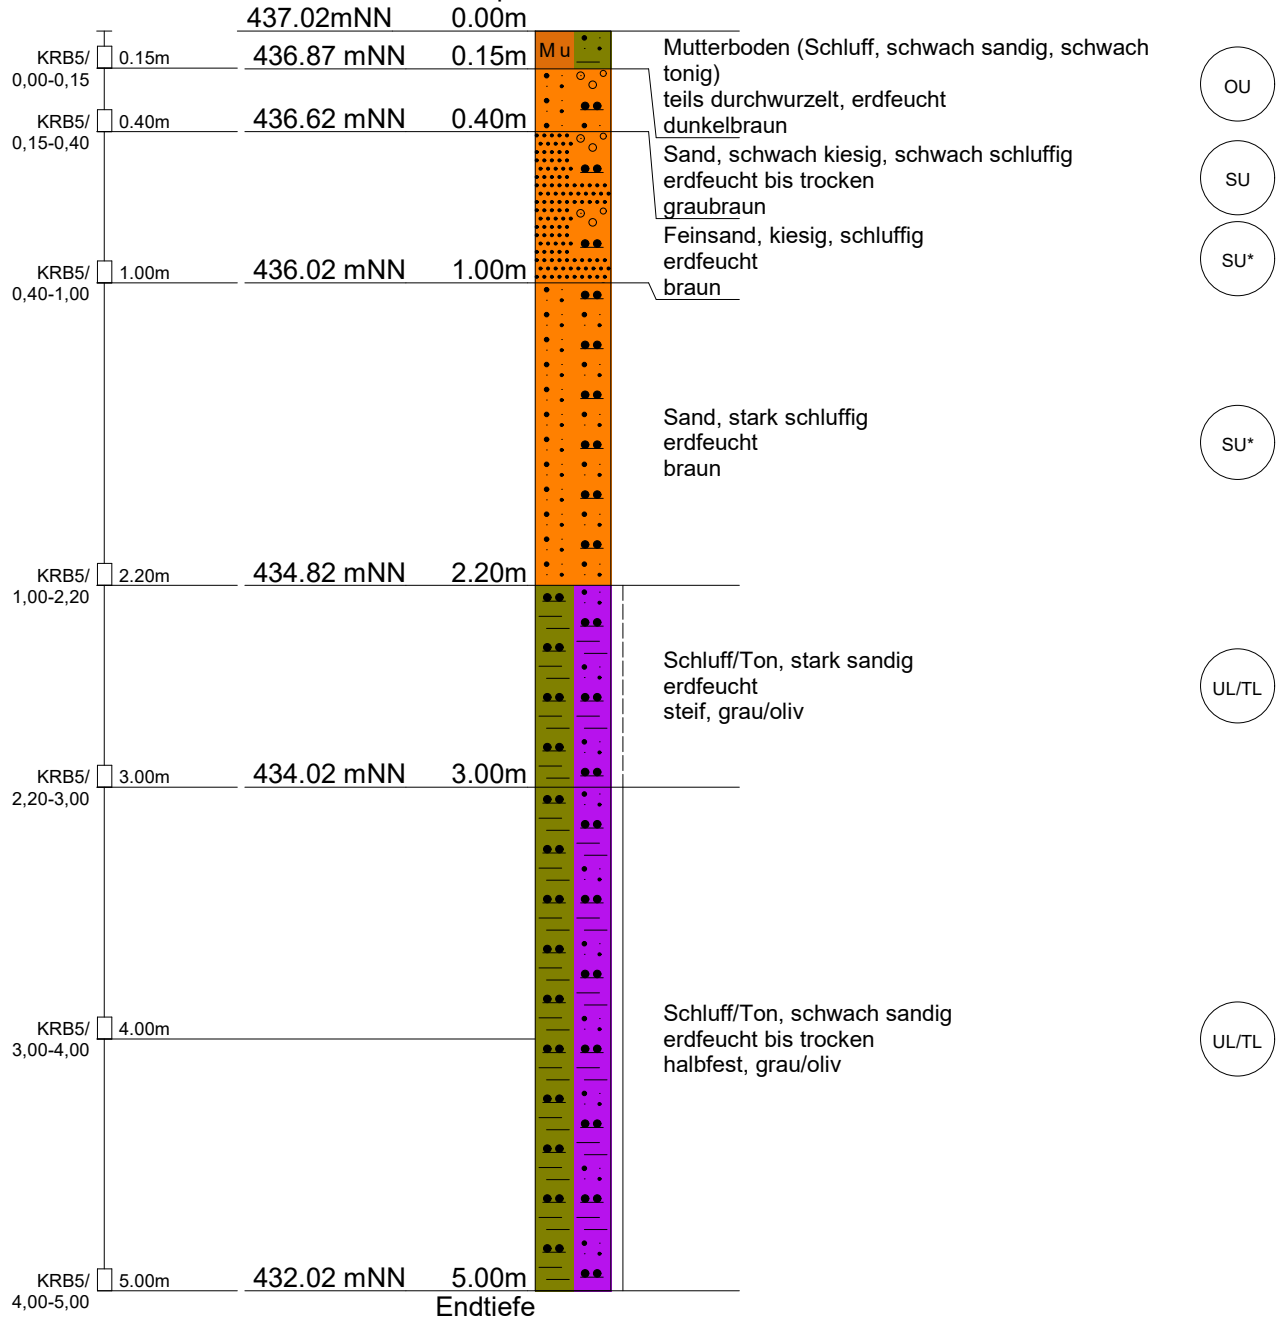 437.02mNN 0.00m
KRB5/ 0.15m 436.87 mNN 0.15m
0,00-0,15
Mu
Mutterboden (Schluff, schwach sandig, schwach
tonig)
teils durchwurzelt, erdfeucht
dunkelbraun
OU
KRB5/ 0.40m 436.62 mNN 0.40m
0,15-0,40
Sand, schwach kiesig, schwach schluffig
erdfeucht bis trocken
graubraun
SU
KRB5/ 1.00m 436.02 mNN 1.00m
0,40-1,00
Feinsand, kiesig, schluffig
erdfeucht
braun
SU*
Sand, stark schluffig
erdfeucht
braun
SU*
KRB5/ 2.20m 434.82 mNN 2.20m
1,00-2,20
Schluff/Ton, stark sandig
erdfeucht
steif, grau/oliv
UL/TL
KRB5/ 3.00m 434.02 mNN 3.00m
2,20-3,00
Schluff/Ton, schwach sandig
erdfeucht bis trocken
halbfest, grau/oliv
UL/TL
KRB5/ 4.00m
3,00-4,00
KRB5/ 5.00m 432.02 mNN 5.00m
4,00-5,00
Endtiefe